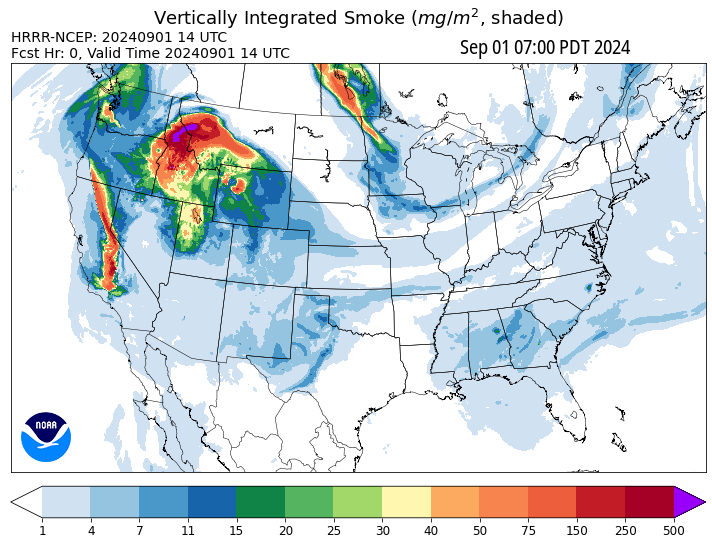 Vertically Integrated Smoke (mg/m², shaded)
HRRR-NCEP: 20240901 14 UTC
Fcst Hr: 0, Valid Time 20240901 14 UTC
Sep 01 07:00 PDT 2024
NOAA
1 4 7 11 15 20 25 30 40 50 75 150 250 500